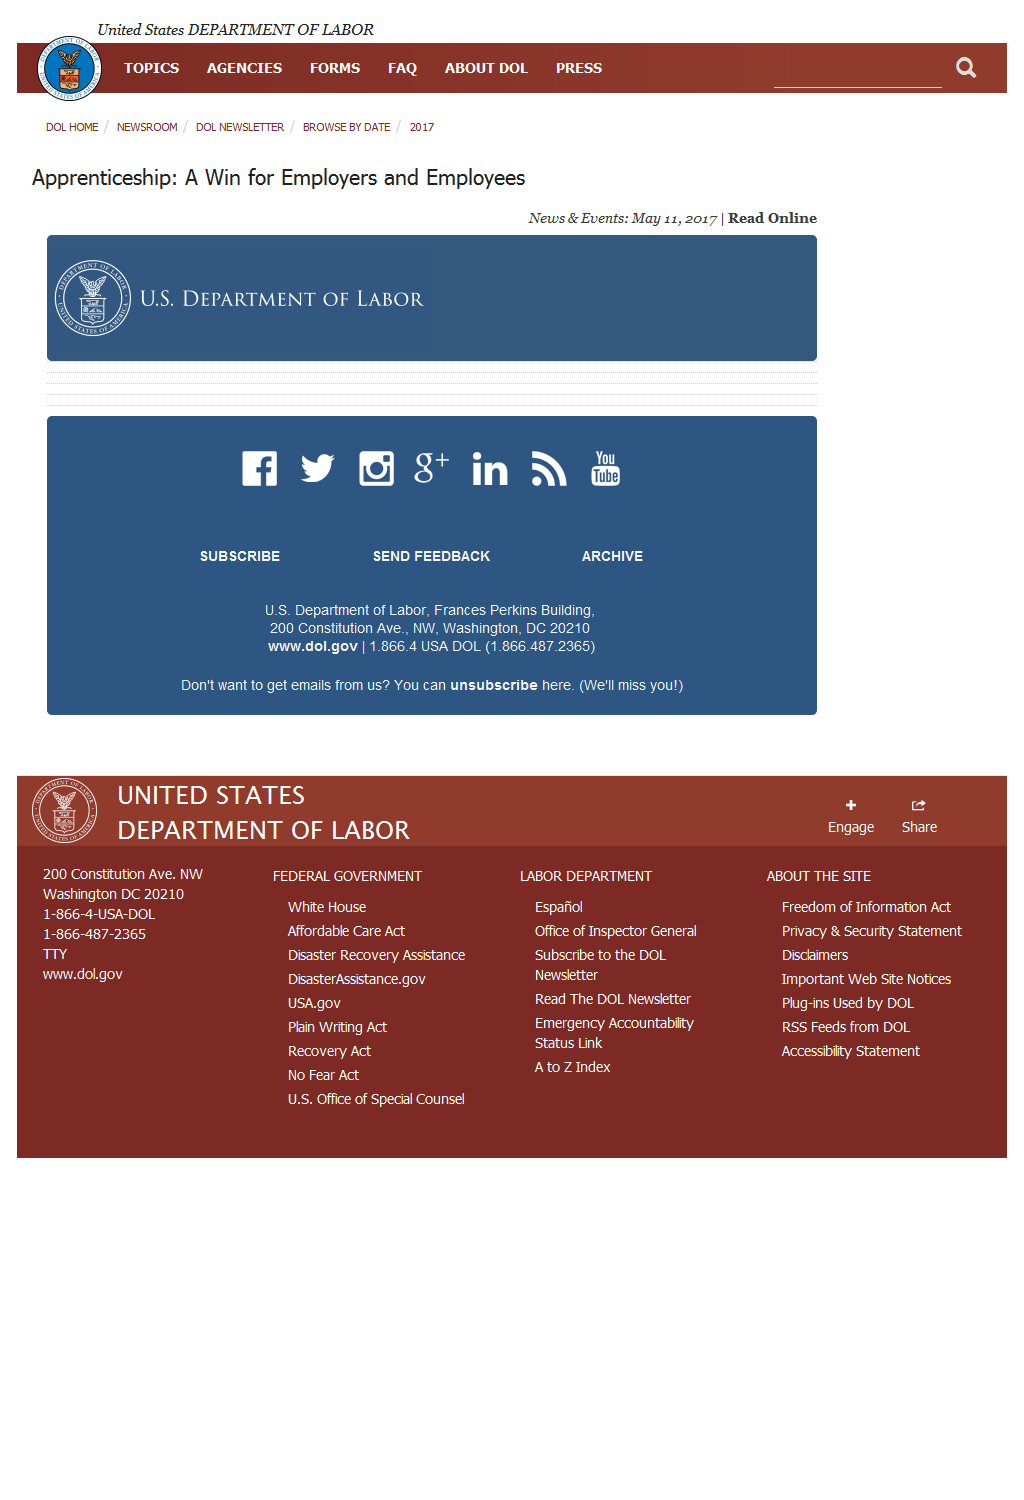 United States DEPARTMENT OF LABOR
TOPICS AGENCIES FORMS FAQ ABOUT DOL PRESS
DOL HOME / NEWSROOM / DOL NEWSLETTER / BROWSE BY DATE / 2017
Apprenticeship: A Win for Employers and Employees
News & Events: May 11, 2017 | Read Online
U.S. DEPARTMENT OF LABOR
g+ in You Tube
SUBSCRIBE SEND FEEDBACK ARCHIVE
U.S. Department of Labor, Frances Perkins Building,
200 Constitution Ave., NW, Washington, DC 20210
www.dol.gov | 1.866.4 USA DOL (1.866.487.2365)
Don't want to get emails from us? You can unsubscribe here. (We'll miss you!)
UNITED STATES
DEPARTMENT OF LABOR
Engage Share
200 Constitution Ave. NW
Washington DC 20210
1-866-4-USA-DOL
1-866-487-2365
TTY
www.dol.gov
FEDERAL GOVERNMENT
White House
Affordable Care Act
Disaster Recovery Assistance
DisasterAssistance.gov
USA.gov
Plain Writing Act
Recovery Act
No Fear Act
U.S. Office of Special Counsel
LABOR DEPARTMENT
Español
Office of Inspector General
Subscribe to the DOL
Newsletter
Read The DOL Newsletter
Emergency Accountability
Status Link
A to Z Index
ABOUT THE SITE
Freedom of Information Act
Privacy & Security Statement
Disclaimers
Important Web Site Notices
Plug-ins Used by DOL
RSS Feeds from DOL
Accessibility Statement